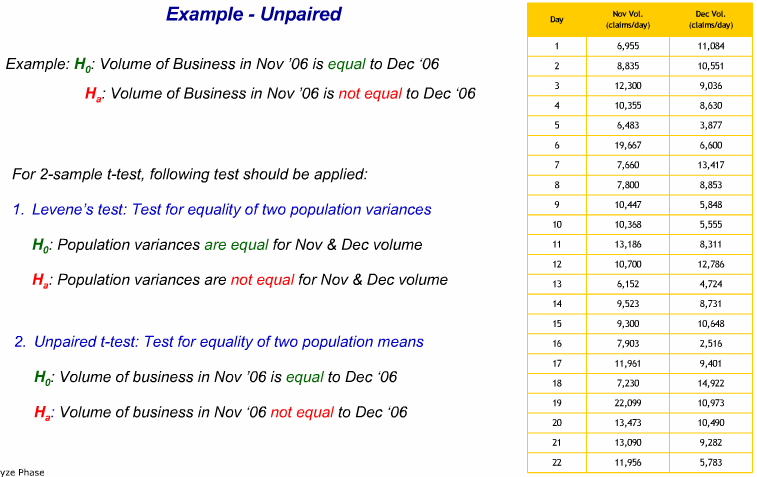 Example - Unpaired
Example: H0: Volume of Business in Nov ’06 is equal to Dec ‘06
Ha: Volume of Business in Nov ’06 is not equal to Dec ‘06
For 2-sample t-test, following test should be applied:
1. Levene’s test: Test for equality of two population variances
H0: Population variances are equal for Nov & Dec volume
Ha: Population variances are not equal for Nov & Dec volume
2. Unpaired t-test: Test for equality of two population means
H0: Volume of business in Nov ’06 is equal to Dec ‘06
Ha: Volume of business in Nov ‘06 not equal to Dec ‘06
yze Phase
Day Nov Vol. (claims/day) Dec Vol. (claims/day)
1 6,955 11,084
2 8,835 10,551
3 12,300 9,036
4 10,355 8,630
5 6,483 3,877
6 19,667 6,600
7 7,660 13,417
8 7,800 8,853
9 10,447 5,848
10 10,368 5,555
11 13,186 8,311
12 10,700 12,786
13 6,152 4,724
14 9,523 8,731
15 9,300 10,648
16 7,903 2,516
17 11,961 9,401
18 7,230 14,922
19 22,099 10,973
20 13,473 10,490
21 13,090 9,282
22 11,956 5,783